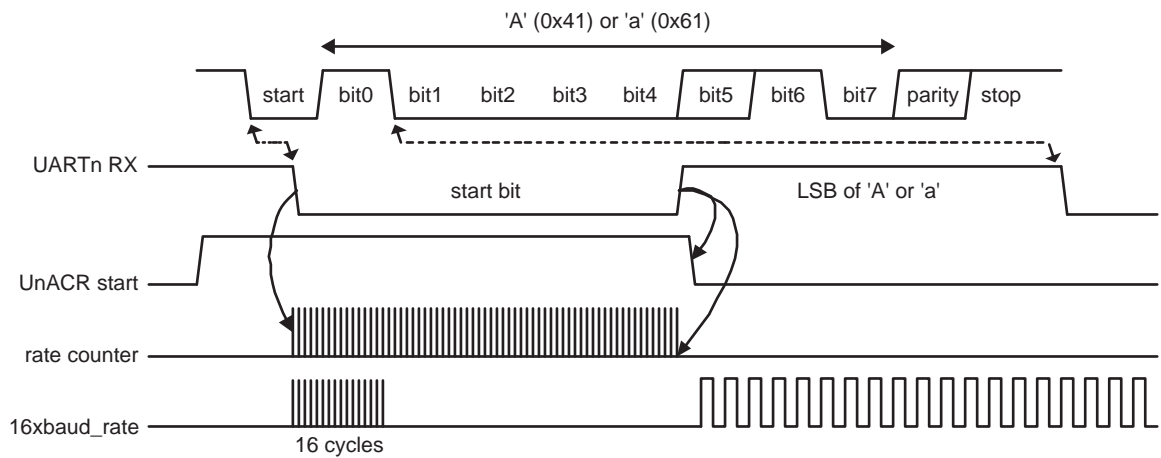 'A' (0x41) or 'a' (0x61)
start bit0 bit1 bit2 bit3 bit4 bit5 bit6 bit7 parity stop
UARTn RX
start bit
LSB of 'A' or 'a'
UnACR start
rate counter
16xbaud_rate
16 cycles